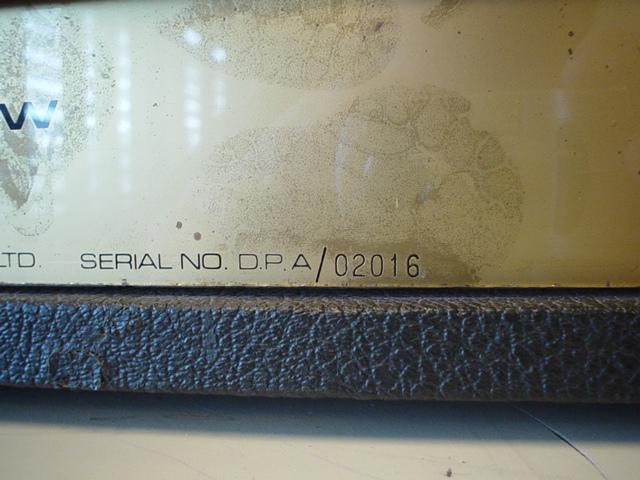 W
LTD. SERIAL NO. D.P.A/02016